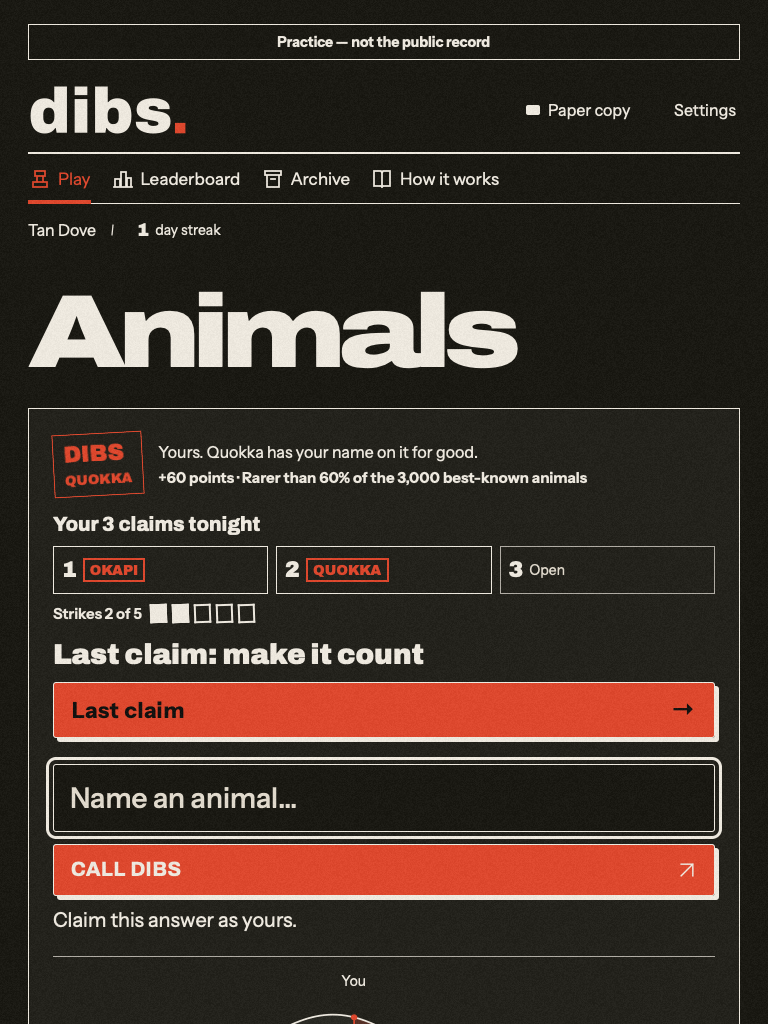 Practice — not the public record
dibs.
Paper copy
Settings
Play
Leaderboard
Archive
How it works
Tan Dove / 1 day streak
Animals
DIBS
QUOKKA
Yours. Quokka has your name on it for good.
+60 points · Rarer than 60% of the 3,000 best-known animals
Your 3 claims tonight
1 OKAPI
2 QUOKKA
3 Open
Strikes 2 of 5
Last claim: make it count
Last claim →
Name an animal...
CALL DIBS
Claim this answer as yours.
You